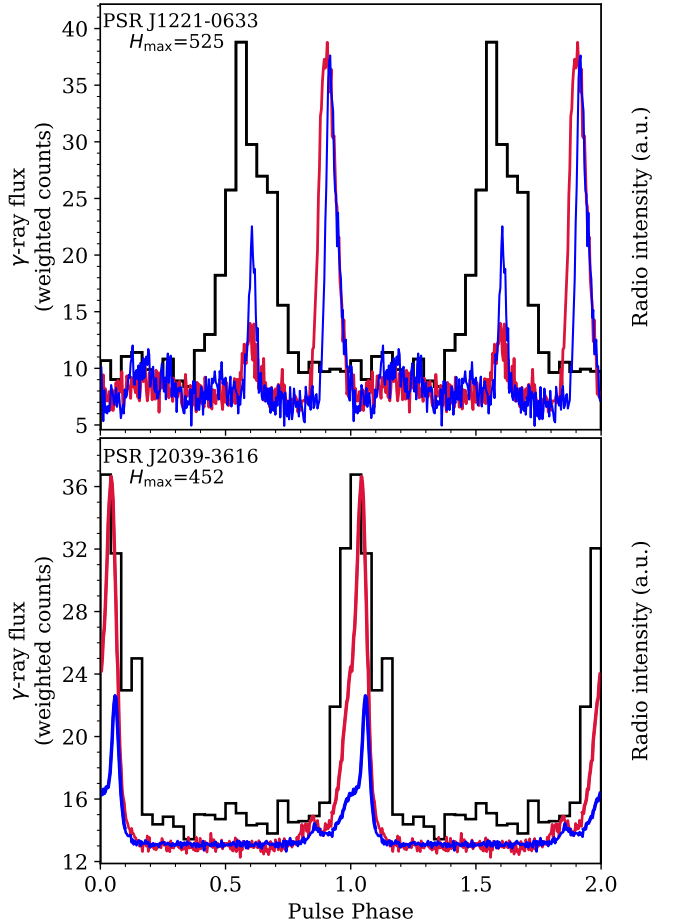 PSR J1221-0633
H_max=525
40
35
30
25
20
15
10
5
γ-ray flux
(weighted counts)
Radio intensity (a.u.)
PSR J2039-3616
H_max=452
36
32
28
24
20
16
12
γ-ray flux
(weighted counts)
Radio intensity (a.u.)
0.0 0.5 1.0 1.5 2.0
Pulse Phase